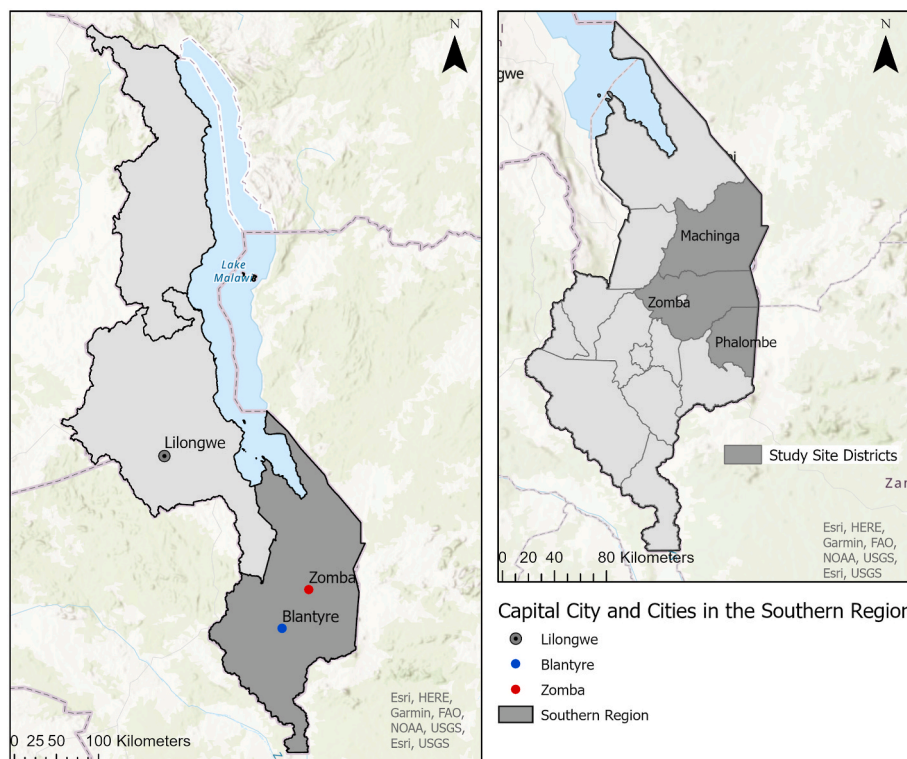 N
Lake
Malawi
Lilongwe
Zomba
Blantyre
Esri, HERE,
Garmin, FAO,
NOAA, USGS,
Esri, USGS
0 25 50 100 Kilometers
N
gwe
Machinga
Zomba
Phalombe
Study Site Districts
Zar
Esri, HERE,
Garmin, FAO,
NOAA, USGS,
Esri, USGS
0 20 40 80 Kilometers
Capital City and Cities in the Southern Region
Lilongwe
Blantyre
Zomba
Southern Region